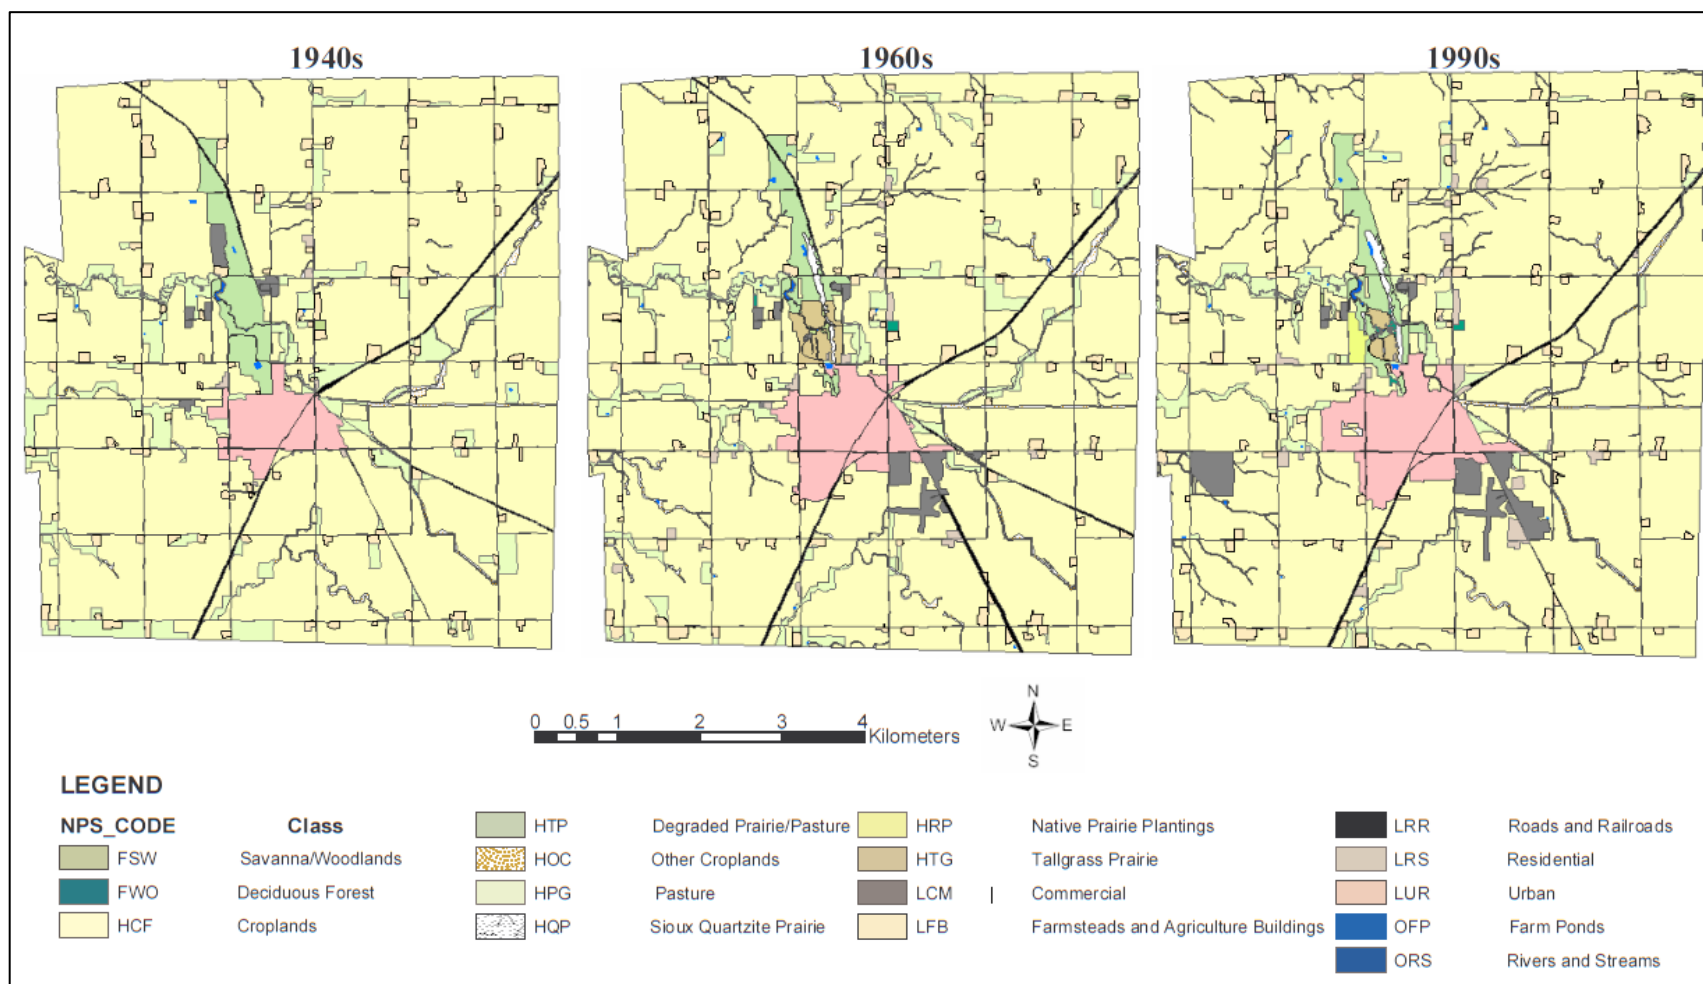 1940s 1960s 1990s
N
W E
S
0 0.5 1 2 3 4
Kilometers
LEGEND
NPS_CODE Class
FSW Savanna/Woodlands
FWO Deciduous Forest
HCF Croplands
HTP Degraded Prairie/Pasture
HOC Other Croplands
HPG Pasture
HQP Sioux Quartzite Prairie
HRP Native Prairie Plantings
HTG Tallgrass Prairie
LCM Commercial
LFB Farmsteads and Agriculture Buildings
LRR Roads and Railroads
LRS Residential
LUR Urban
OFP Farm Ponds
ORS Rivers and Streams